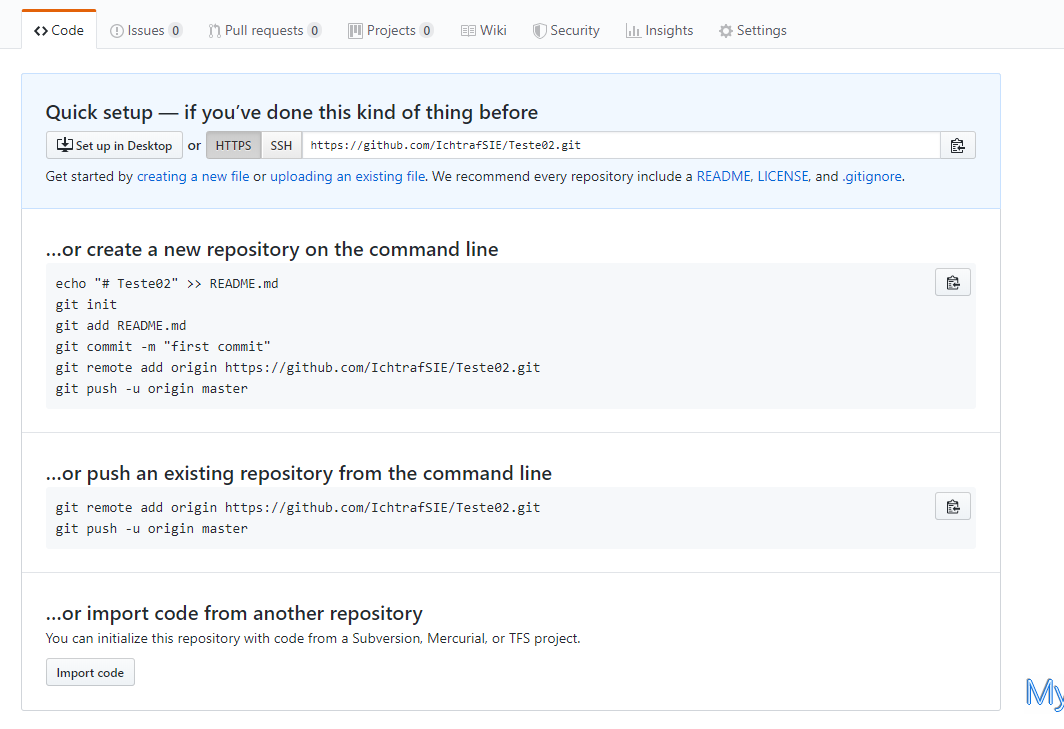 Code Issues 0 Pull requests 0 Projects 0 Wiki Security Insights Settings
Quick setup — if you’ve done this kind of thing before
Set up in Desktop or HTTPS SSH https://github.com/IchtrafSIE/Teste02.git
Get started by creating a new file or uploading an existing file. We recommend every repository include a README, LICENSE, and .gitignore.
…or create a new repository on the command line
echo "# Teste02" >> README.md
git init
git add README.md
git commit -m "first commit"
git remote add origin https://github.com/IchtrafSIE/Teste02.git
git push -u origin master
…or push an existing repository from the command line
git remote add origin https://github.com/IchtrafSIE/Teste02.git
git push -u origin master
…or import code from another repository
You can initialize this repository with code from a Subversion, Mercurial, or TFS project.
Import code
My